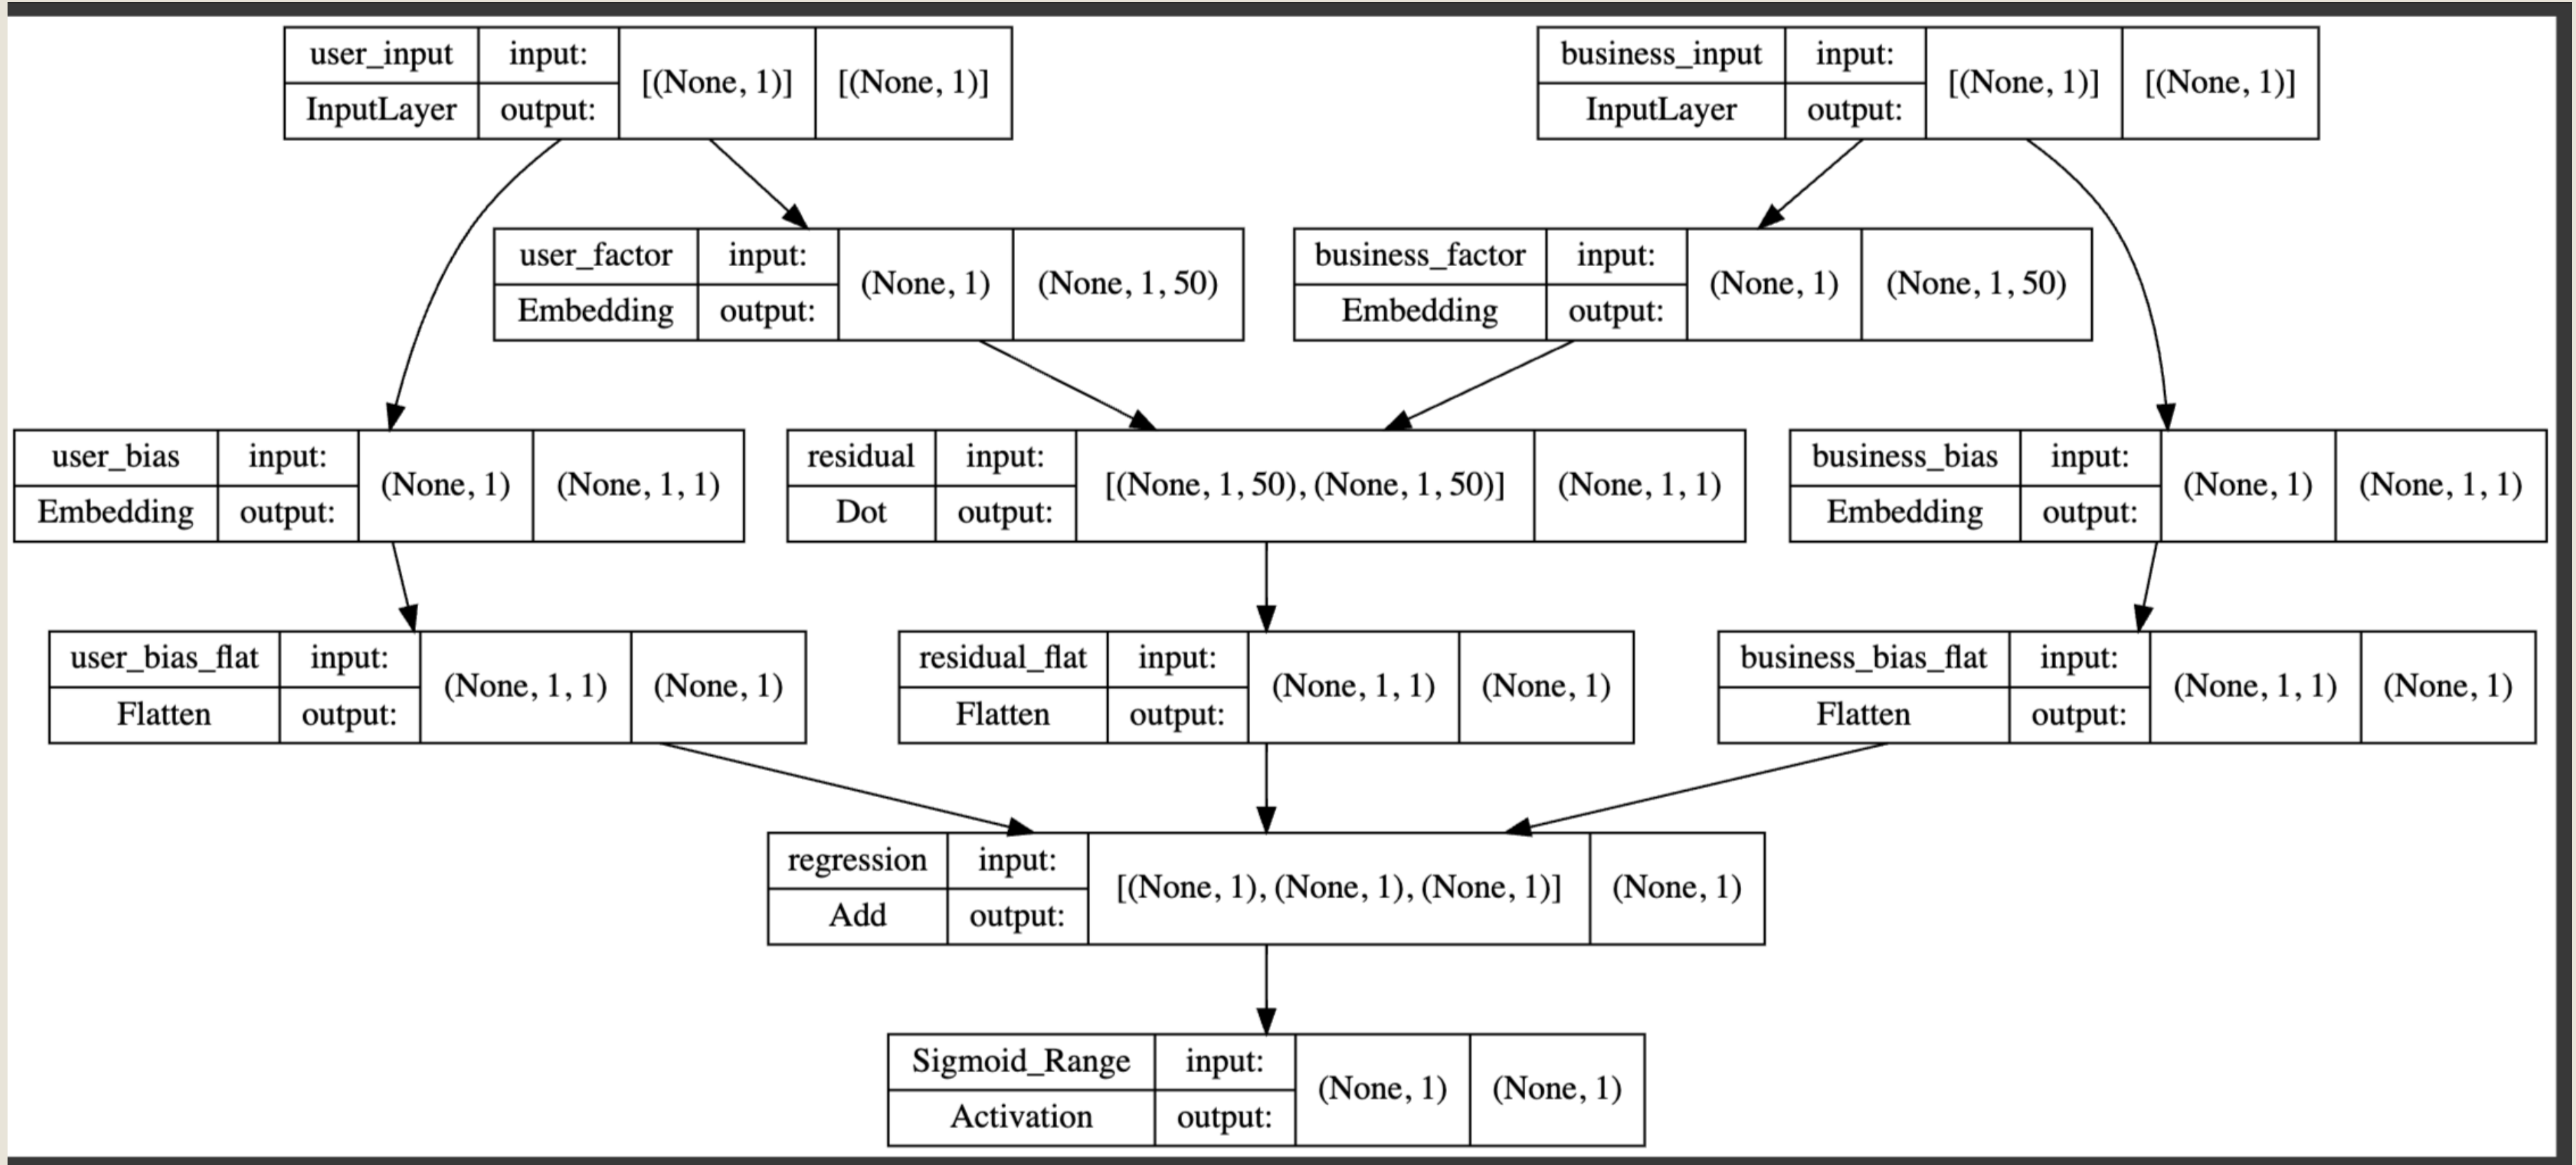 user_input input: [(None, 1)] [(None, 1)]
InputLayer output:
business_input input: [(None, 1)] [(None, 1)]
InputLayer output:
user_factor input: (None, 1) (None, 1, 50)
Embedding output:
business_factor input: (None, 1) (None, 1, 50)
Embedding output:
user_bias input: (None, 1) (None, 1, 1)
Embedding output:
residual input: [(None, 1, 50), (None, 1, 50)] (None, 1, 1)
Dot output:
business_bias input: (None, 1) (None, 1, 1)
Embedding output:
user_bias_flat input: (None, 1, 1) (None, 1)
Flatten output:
residual_flat input: (None, 1, 1) (None, 1)
Flatten output:
business_bias_flat input: (None, 1, 1) (None, 1)
Flatten output:
regression input: [(None, 1), (None, 1), (None, 1)] (None, 1)
Add output:
Sigmoid_Range input: (None, 1) (None, 1)
Activation output: